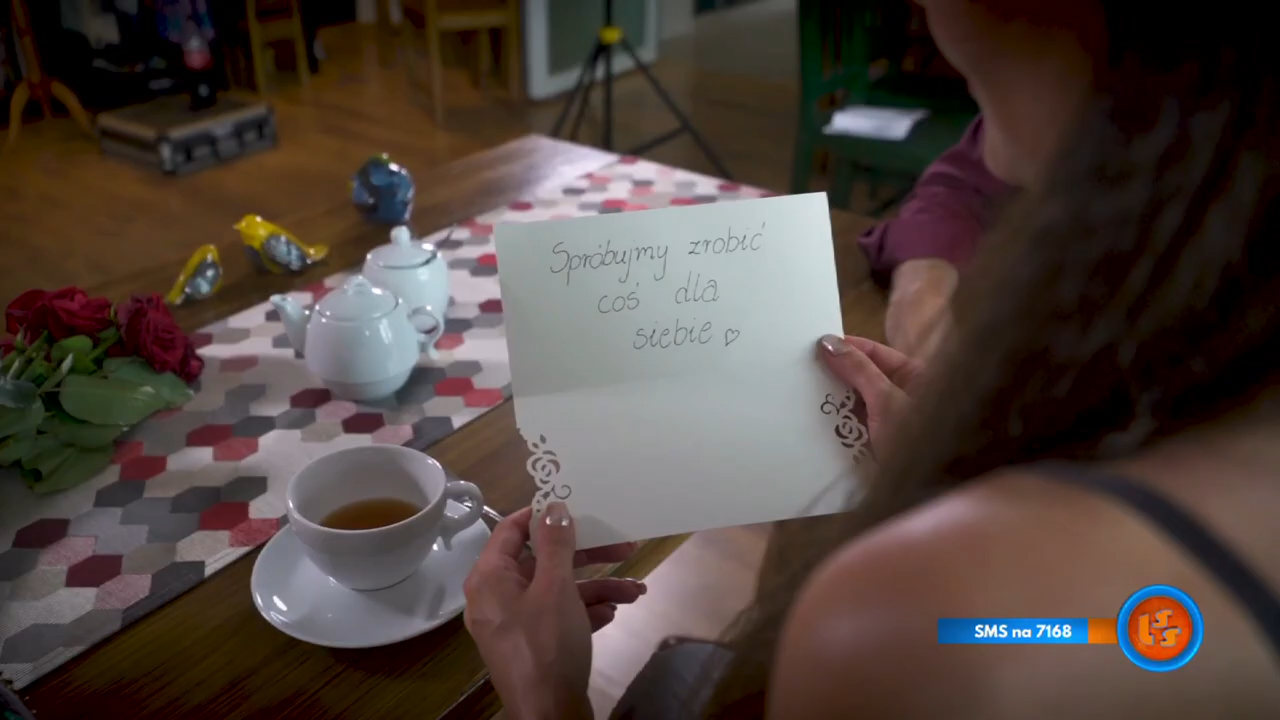 Spróbujmy zrobić
coś dla
siebie ♡
SMS na 7168